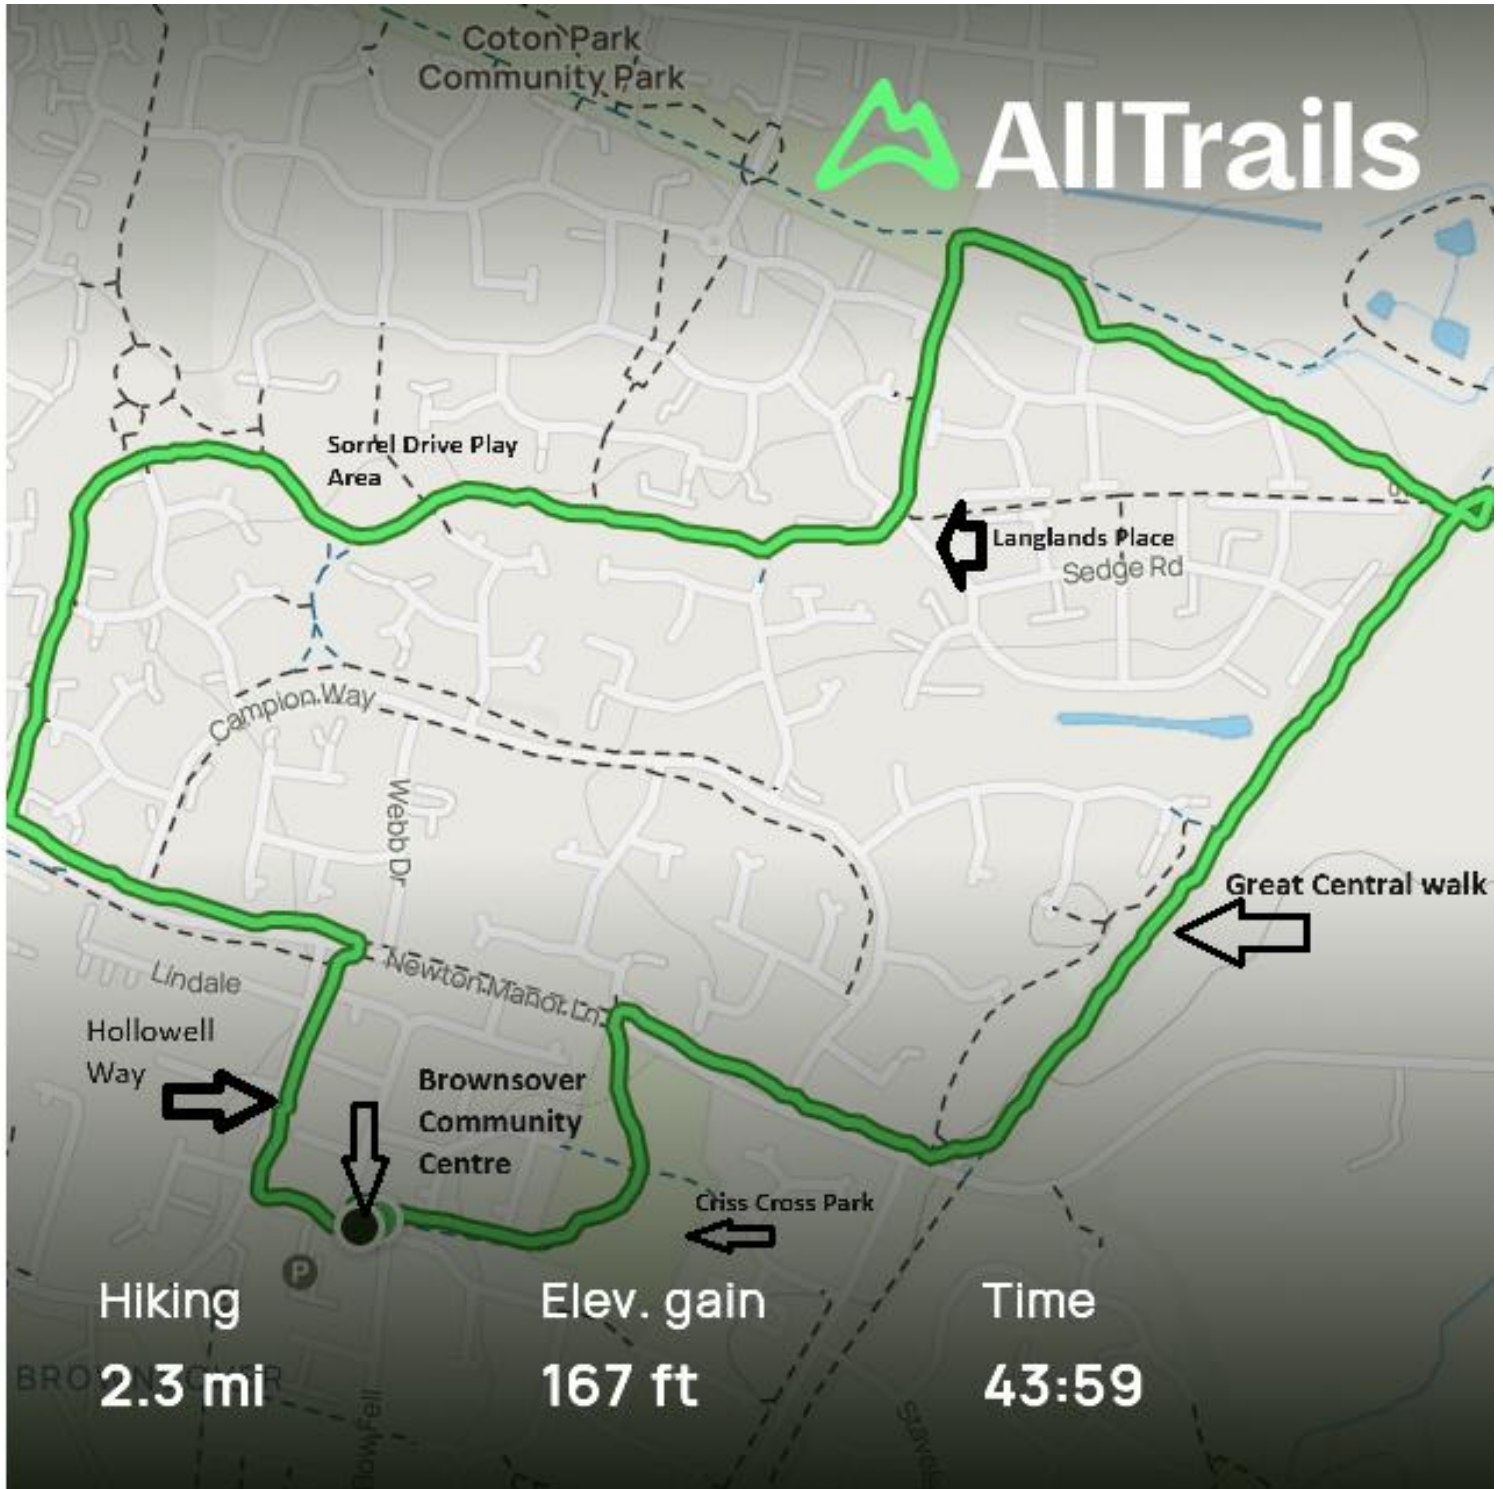 Coton Park
Community Park
AllTrails
Sorrel Drive Play
Area
Langlands Place
Sedge Rd
Campion Way
Webb Dr
Great Central walk
Newton Manor Ln
Lindale
Hollowell
Way
Brownsover
Community
Centre
Criss Cross Park
P
Hiking
Elev. gain
Time
BROWNSOVER
2.3 mi
167 ft
43:59